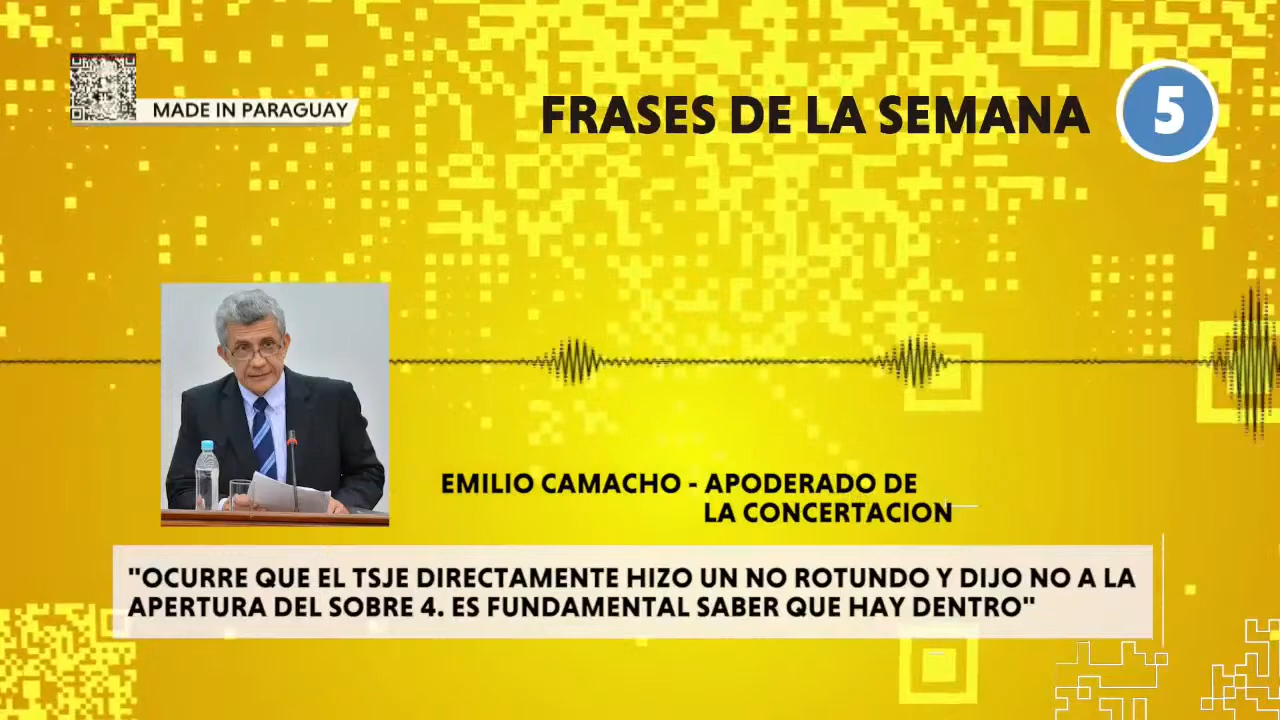 MADE IN PARAGUAY
FRASES DE LA SEMANA
5
EMILIO CAMACHO - APODERADO DE
LA CONCERTACION
"OCURRE QUE EL TSJE DIRECTAMENTE HIZO UN NO ROTUNDO Y DIJO NO A LA
APERTURA DEL SOBRE 4. ES FUNDAMENTAL SABER QUE HAY DENTRO"